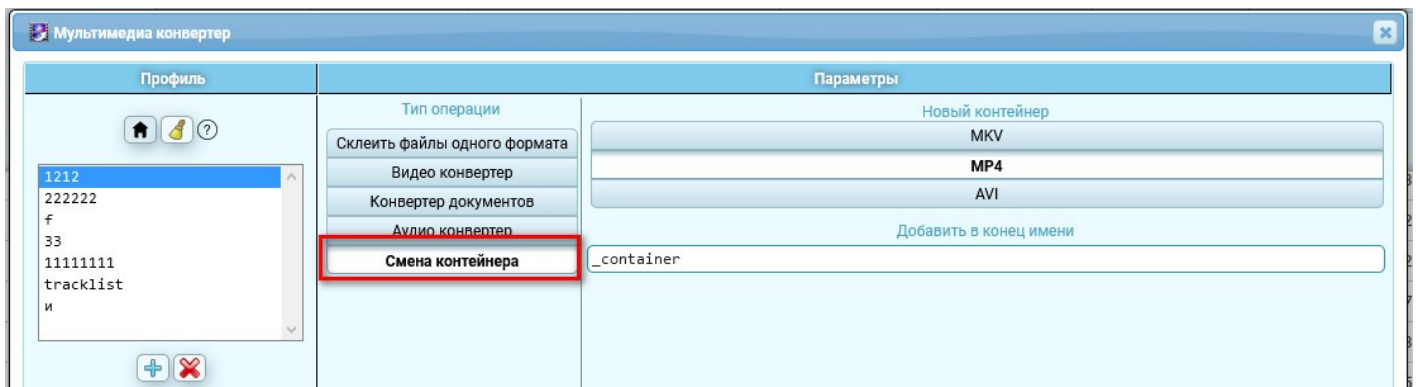 Мультимедиа конвертер
Профиль
Параметры
1212
222222
f
33
11111111
tracklist
и
Тип операции
Склеить файлы одного формата
Видео конвертер
Конвертер документов
Аудио конвертер
Смена контейнера
Новый контейнер
MKV
MP4
AVI
Добавить в конец имени
_container